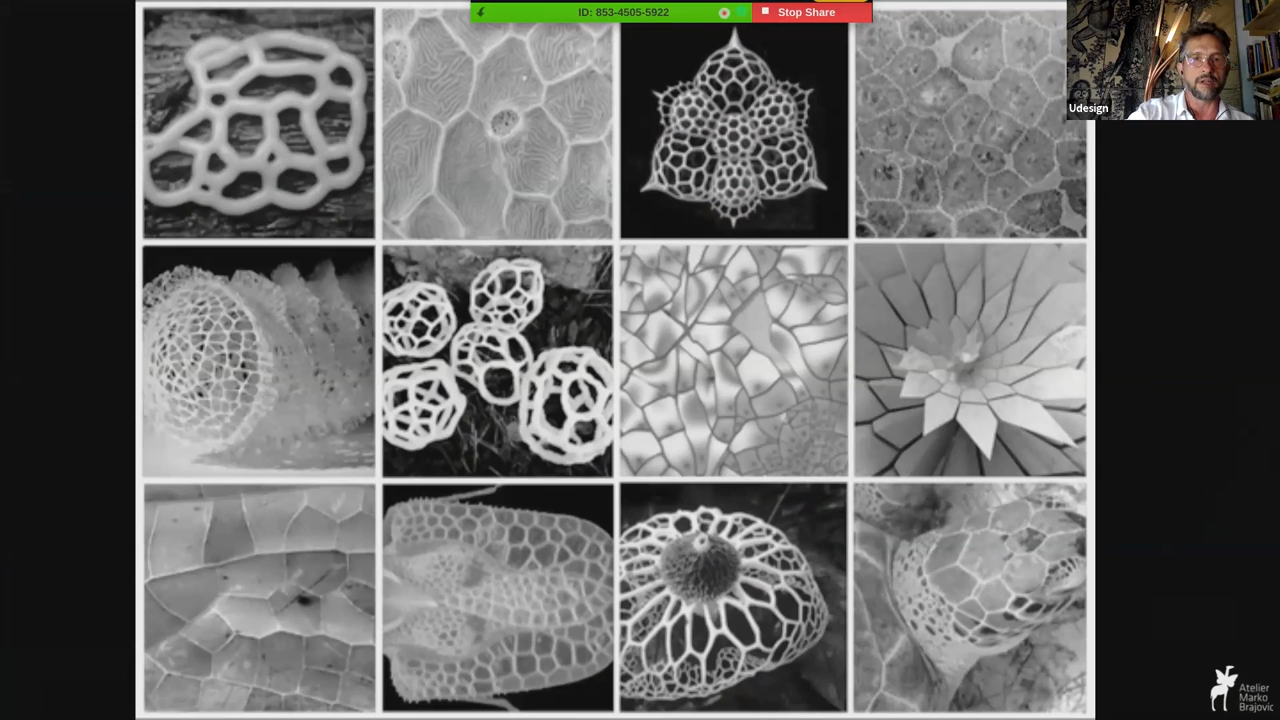 ID: 853-4505-5922
Stop Share
Udesign
Atelier
Marko
Brajovic